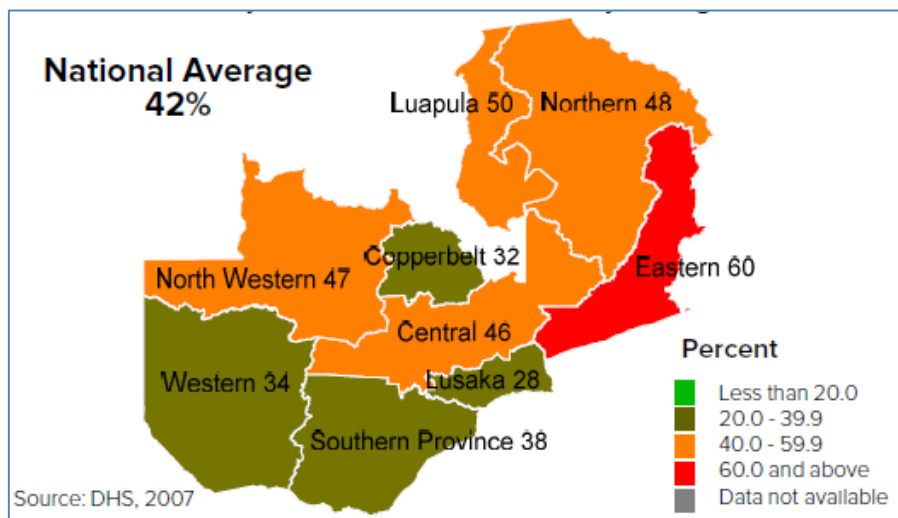 National Average
42%
Luapula 50
Northern 48
Copperbelt 32
North Western 47
Eastern 60
Central 46
Western 34
Lusaka 28
Southern Province 38
Percent
Less than 20.0
20.0 - 39.9
40.0 - 59.9
60.0 and above
Data not available
Source: DHS, 2007